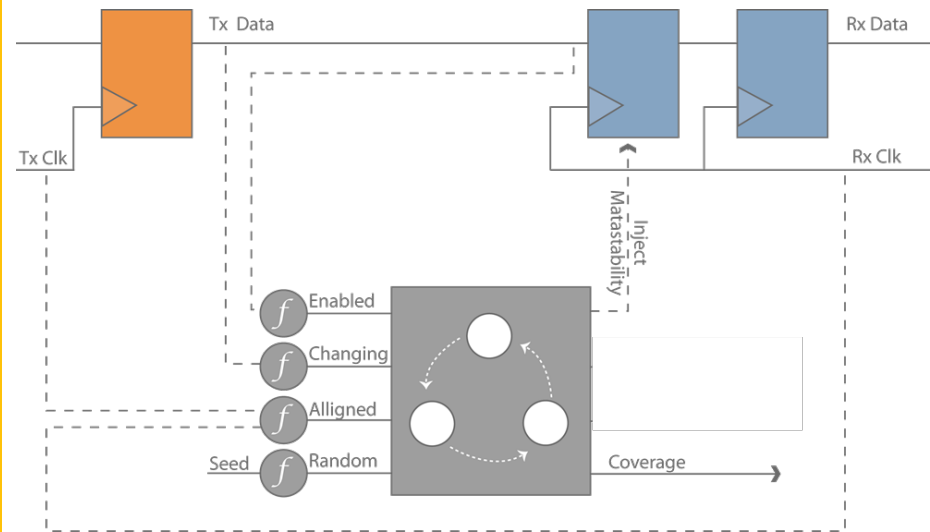 Tx Data
Rx Data
Tx Clk
Rx Clk
Inject
Matastability
f Enabled
f Changing
f Alligned
Seed f Random
Coverage